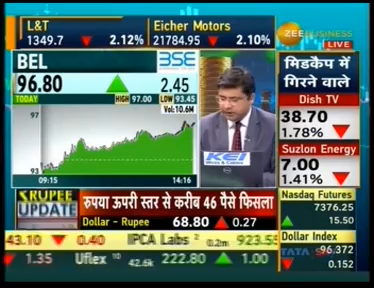 L&T
1349.7 ▼ 2.12%
Eicher Motors
21784.95 ▼ 2.10%
ZEE BUSINESS
LIVE
BEL
BSE
96.80 ▲ 2.45
TODAY
HIGH 97.00
LOW 93.45
Vol:10.6M
97
93
09:15
14:16
KEI
Wires & Cables
मिडकैप में
गिरने वाले
Dish TV
38.70
1.78% ▼
Suzlon Energy
7.00
1.41% ▼
RUPEE
UPDATE
रुपया ऊपरी स्तर से करीब 46 पैसे फिसला
Dollar - Rupee 68.80 ▲ 0.27
Nasdaq Futures
7376.25
▲ 15.50
Dollar Index
96.372
▼ 0.152
TATA
43.10 ▼ 0.40 IPCA Labs 2 0.2m 923.55
▼ 1.35 Uflex 10 42.6k 222.80 ▲ 1.00